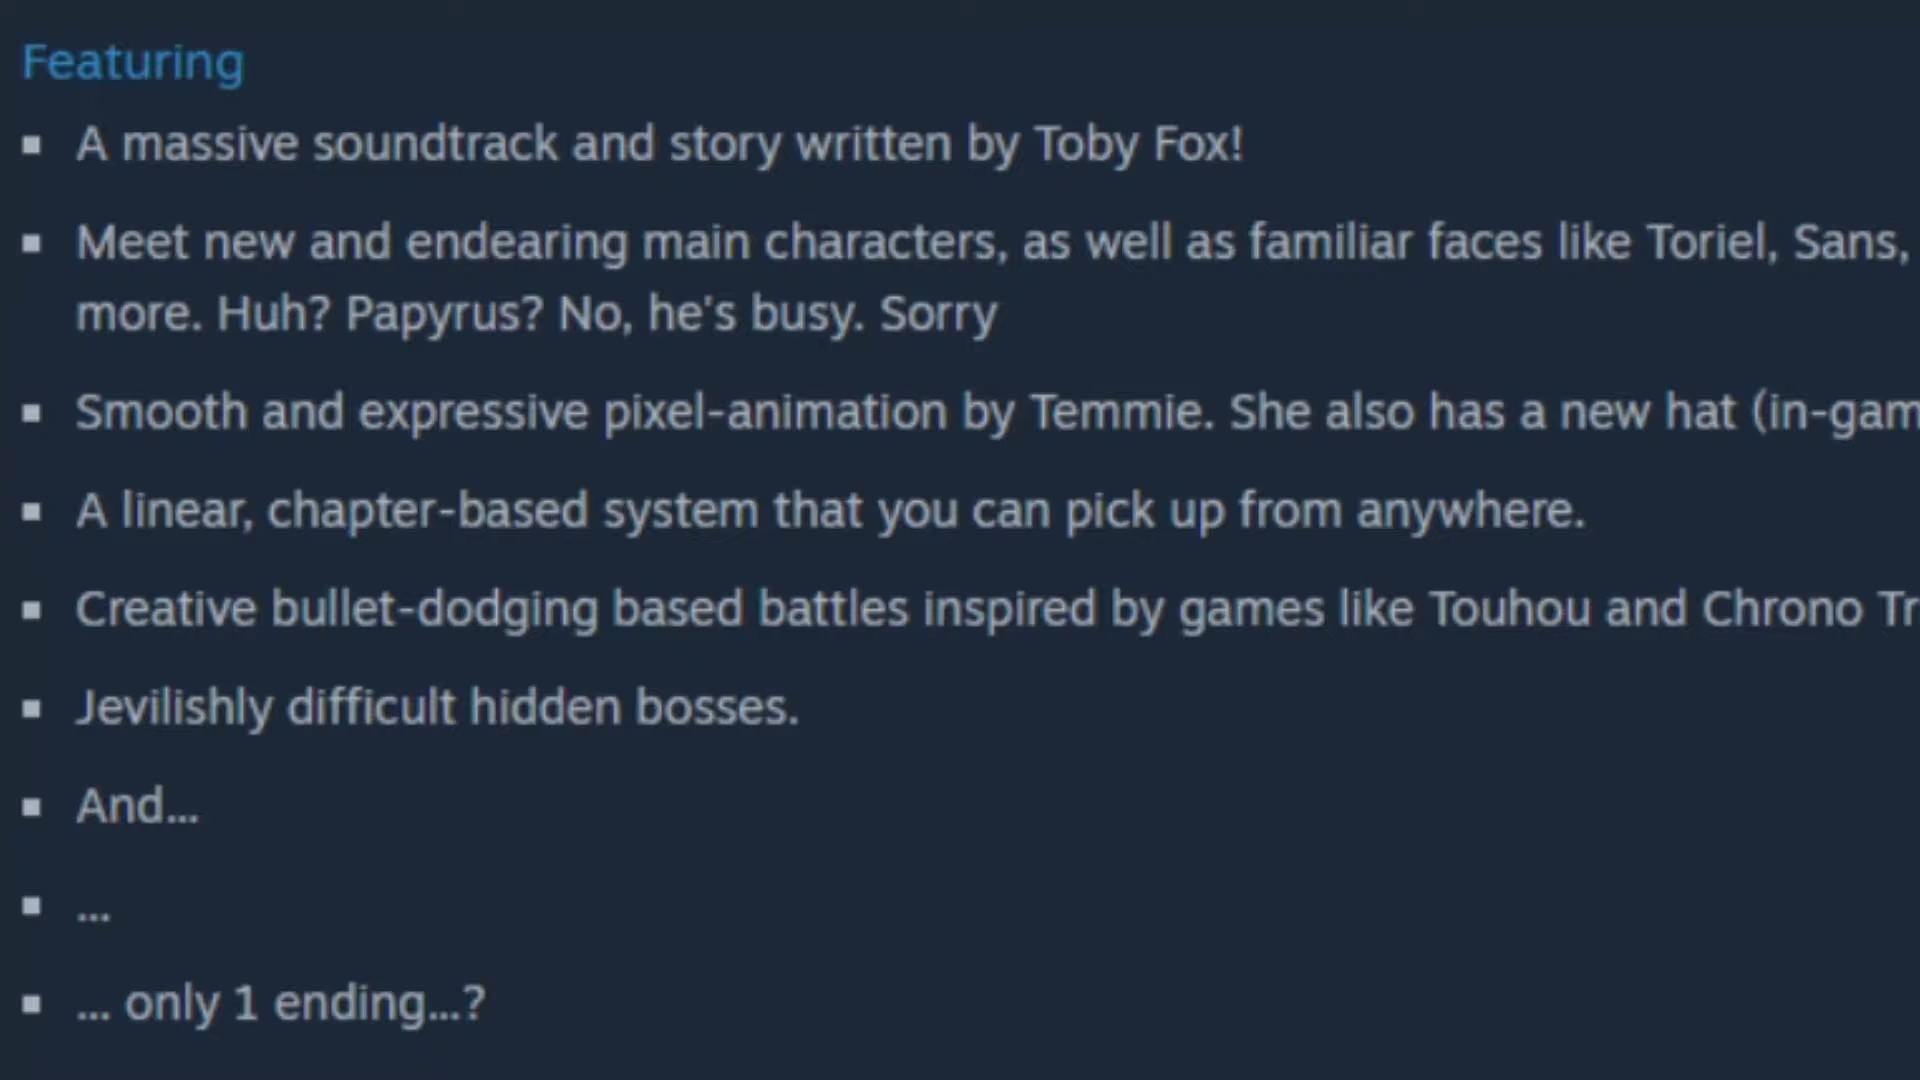 Featuring
A massive soundtrack and story written by Toby Fox!
Meet new and endearing main characters, as well as familiar faces like Toriel, Sans,
more. Huh? Papyrus? No, he's busy. Sorry
Smooth and expressive pixel-animation by Temmie. She also has a new hat (in-gam
A linear, chapter-based system that you can pick up from anywhere.
Creative bullet-dodging based battles inspired by games like Touhou and Chrono Tr
Jevilishly difficult hidden bosses.
And...
...
... only 1 ending...?